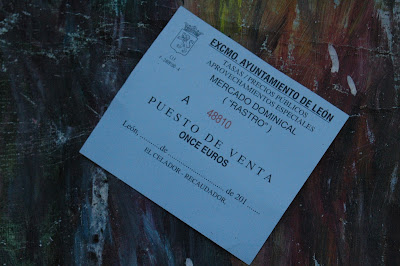 EXCMO. AYUNTAMIENTO DE LEON
TASAS / PRECIOS PUBLICOS
APROVECHAMIENTOS ESPECIALES
MERCADO DOMINICAL
("RASTRO")
A 48810
PUESTO DE VENTA
ONCE EUROS
León, ........ de ................ de 201......
EL CELADOR - RECAUDADOR,